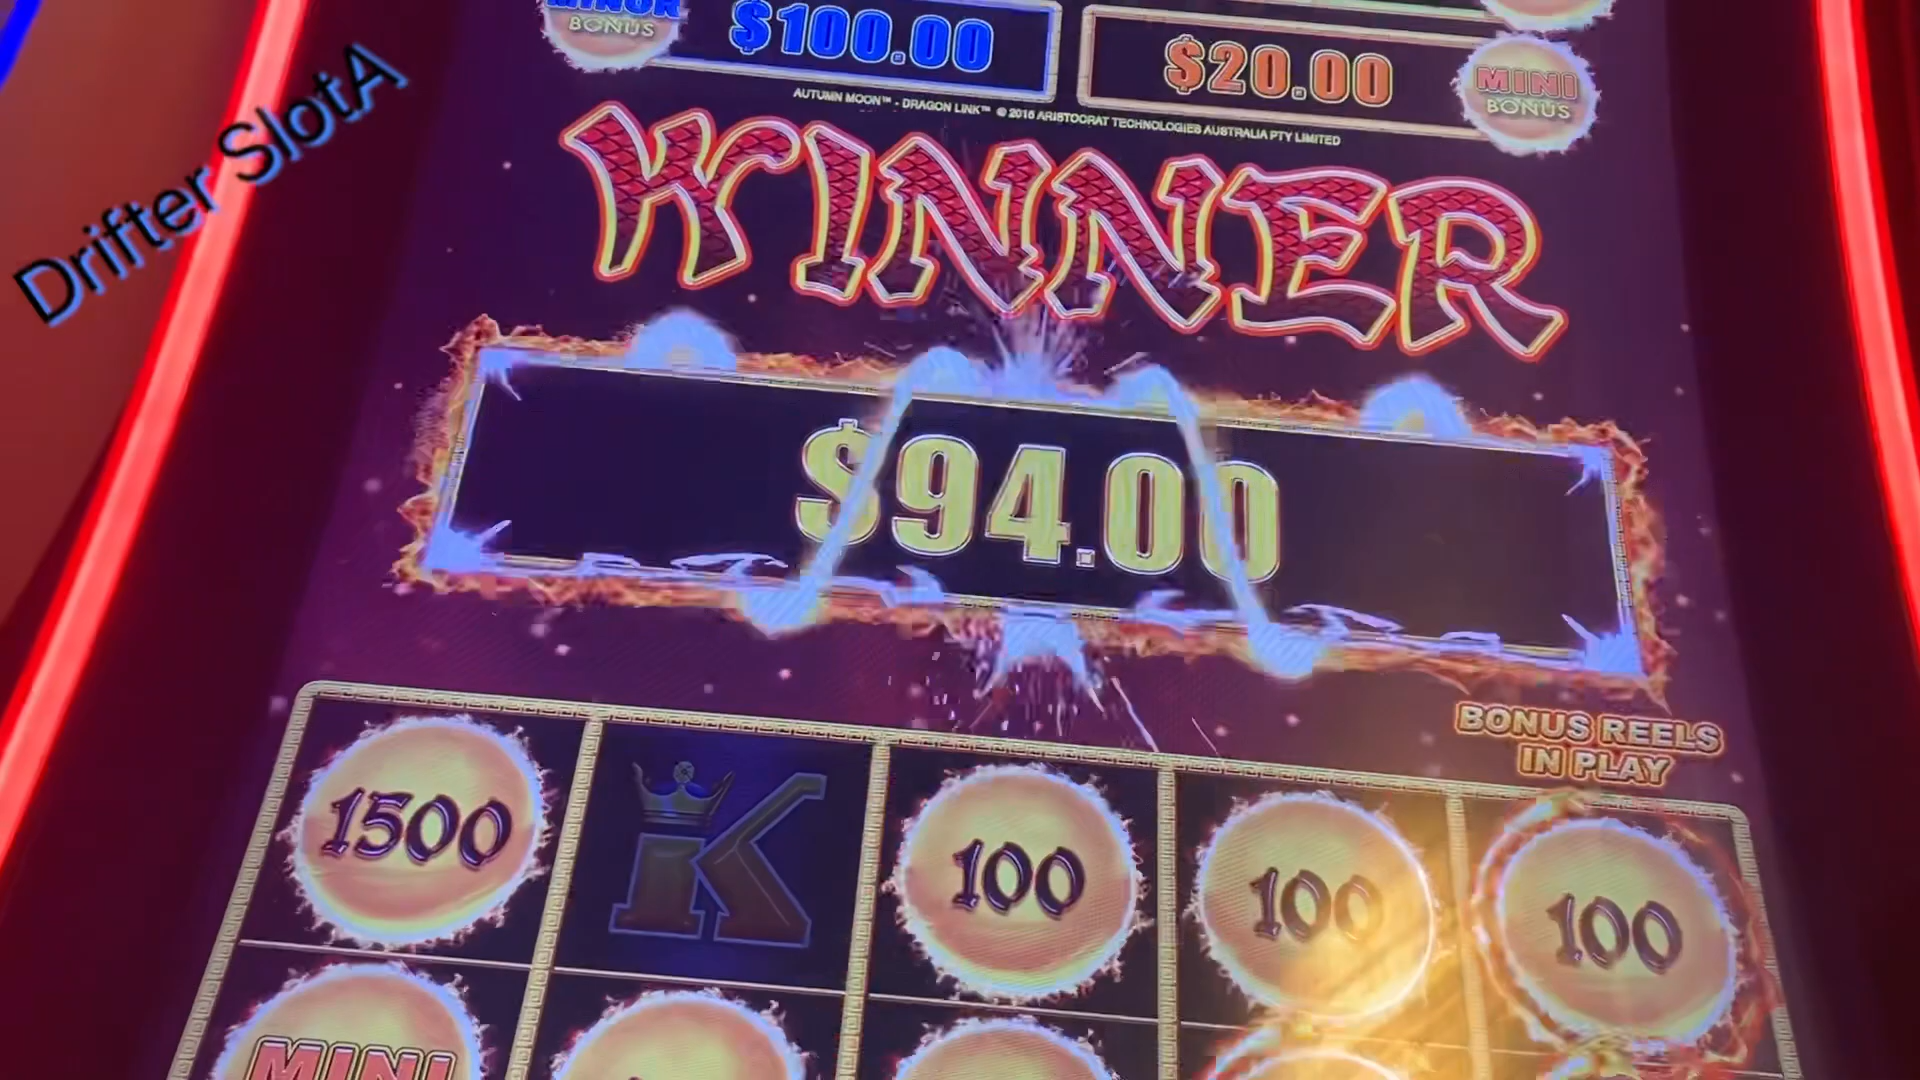 MINOR
BONUS
$100.00
$20.00
MINI
BONUS
AUTUMN MOON™ - DRAGON LINK™ © 2016 ARISTOCRAT TECHNOLOGIES AUSTRALIA PTY LIMITED
Drifter SlotA
WINNER
$94.00
BONUS REELS
IN PLAY
1500
K
100
100
100
MINI